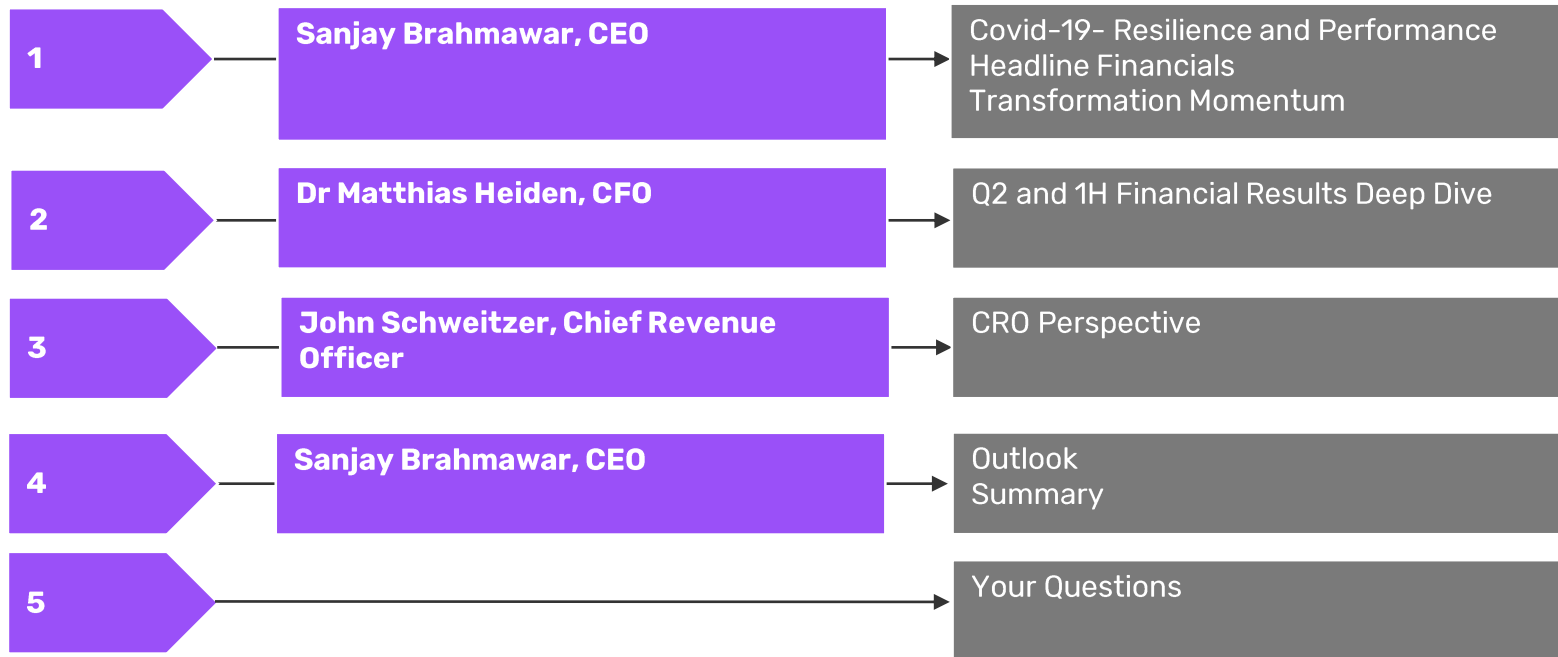 1
Sanjay Brahmawar, CEO
Covid-19- Resilience and Performance
Headline Financials
Transformation Momentum
2
Dr Matthias Heiden, CFO
Q2 and 1H Financial Results Deep Dive
3
John Schweitzer, Chief Revenue
Officer
CRO Perspective
4
Sanjay Brahmawar, CEO
Outlook
Summary
5
Your Questions